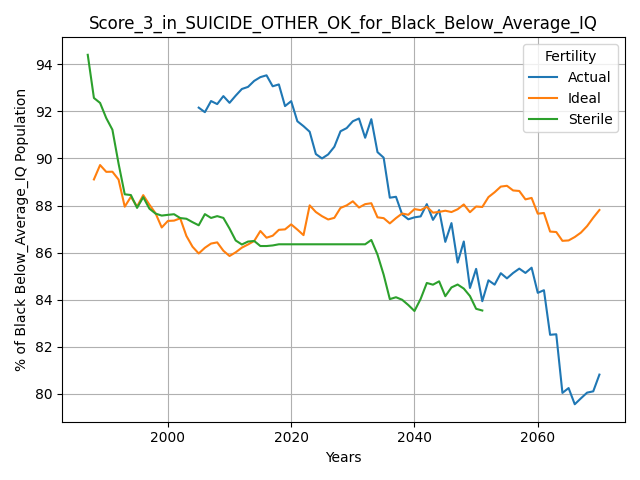 Score_3_in_SUICIDE_OTHER_OK_for_Black_Below_Average_IQ
% of Black Below_Average_IQ Population
94
92
90
88
86
84
82
80
Fertility
Actual
Ideal
Sterile
2000
2020
2040
2060
Years